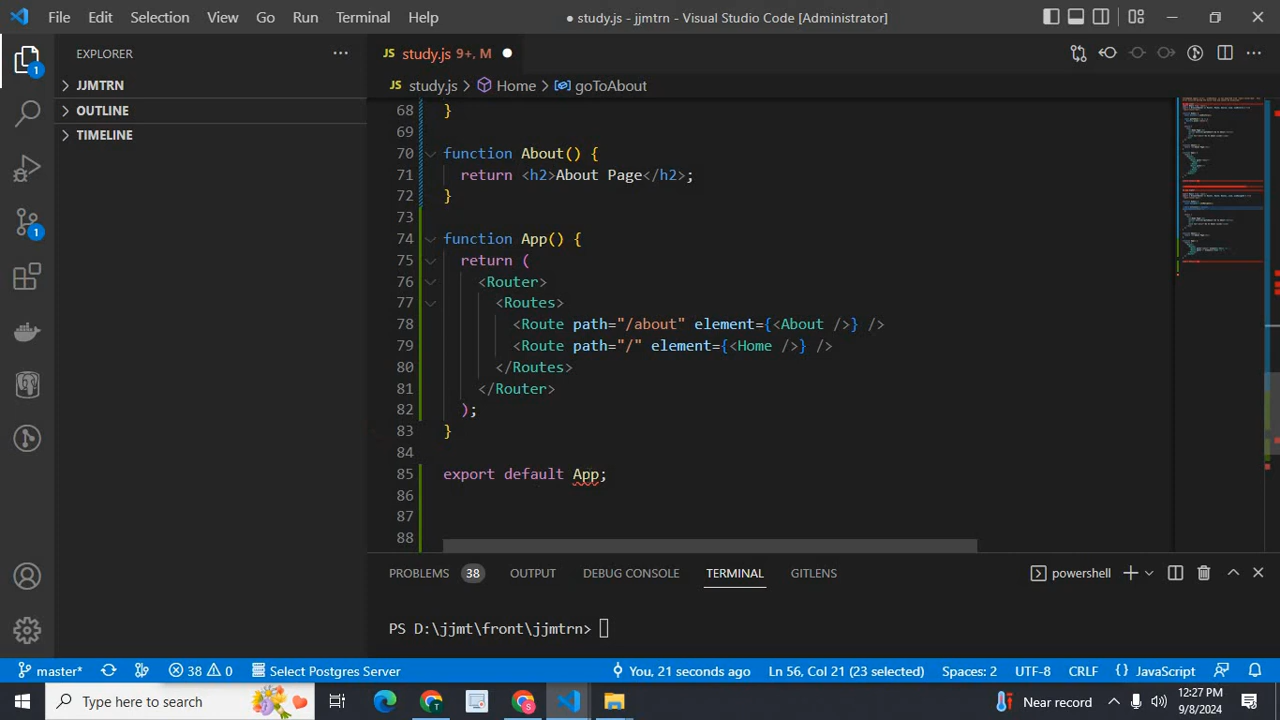 File Edit Selection View Go Run Terminal Help
● study.js - jjmtrn - Visual Studio Code [Administrator]
EXPLORER
JJMTRN
OUTLINE
TIMELINE
1
1
JS study.js 9+, M
JS study.js > Home > goToAbout
68 }
69
70 function About() {
71 return <h2>About Page</h2>;
72 }
73
74 function App() {
75 return (
76 <Router>
77 <Routes>
78 <Route path="/about" element={<About />} />
79 <Route path="/" element={<Home />} />
80 </Routes>
81 </Router>
82 );
83 }
84
85 export default App;
86
87
88
PROBLEMS 38 OUTPUT DEBUG CONSOLE TERMINAL GITLENS
powershell
PS D:\jjmt\front\jjmtrn>
master* 38 0 Select Postgres Server You, 21 seconds ago Ln 56, Col 21 (23 selected) Spaces: 2 UTF-8 CRLF {} JavaScript
Type here to search
Near record
12:27 PM
9/8/2024